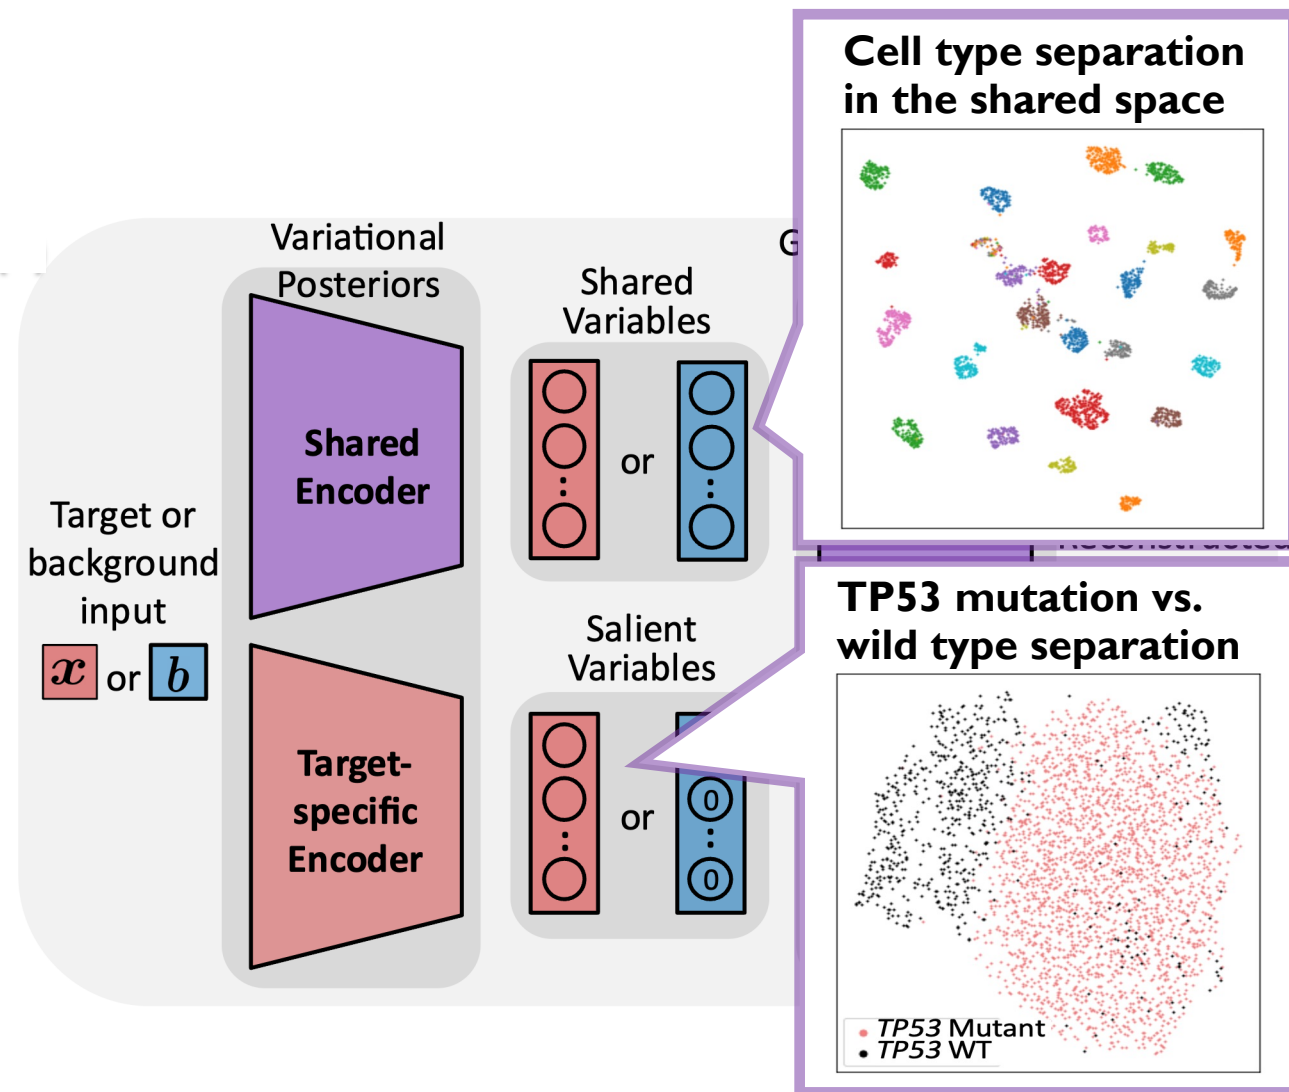 Cell type separation
in the shared space
Variational
Posteriors
Shared
Variables
Shared
Encoder
or
Target or
background
input
x or b
TP53 mutation vs.
wild type separation
Salient
Variables
Target-
specific
Encoder
or
0
0
TP53 Mutant
TP53 WT